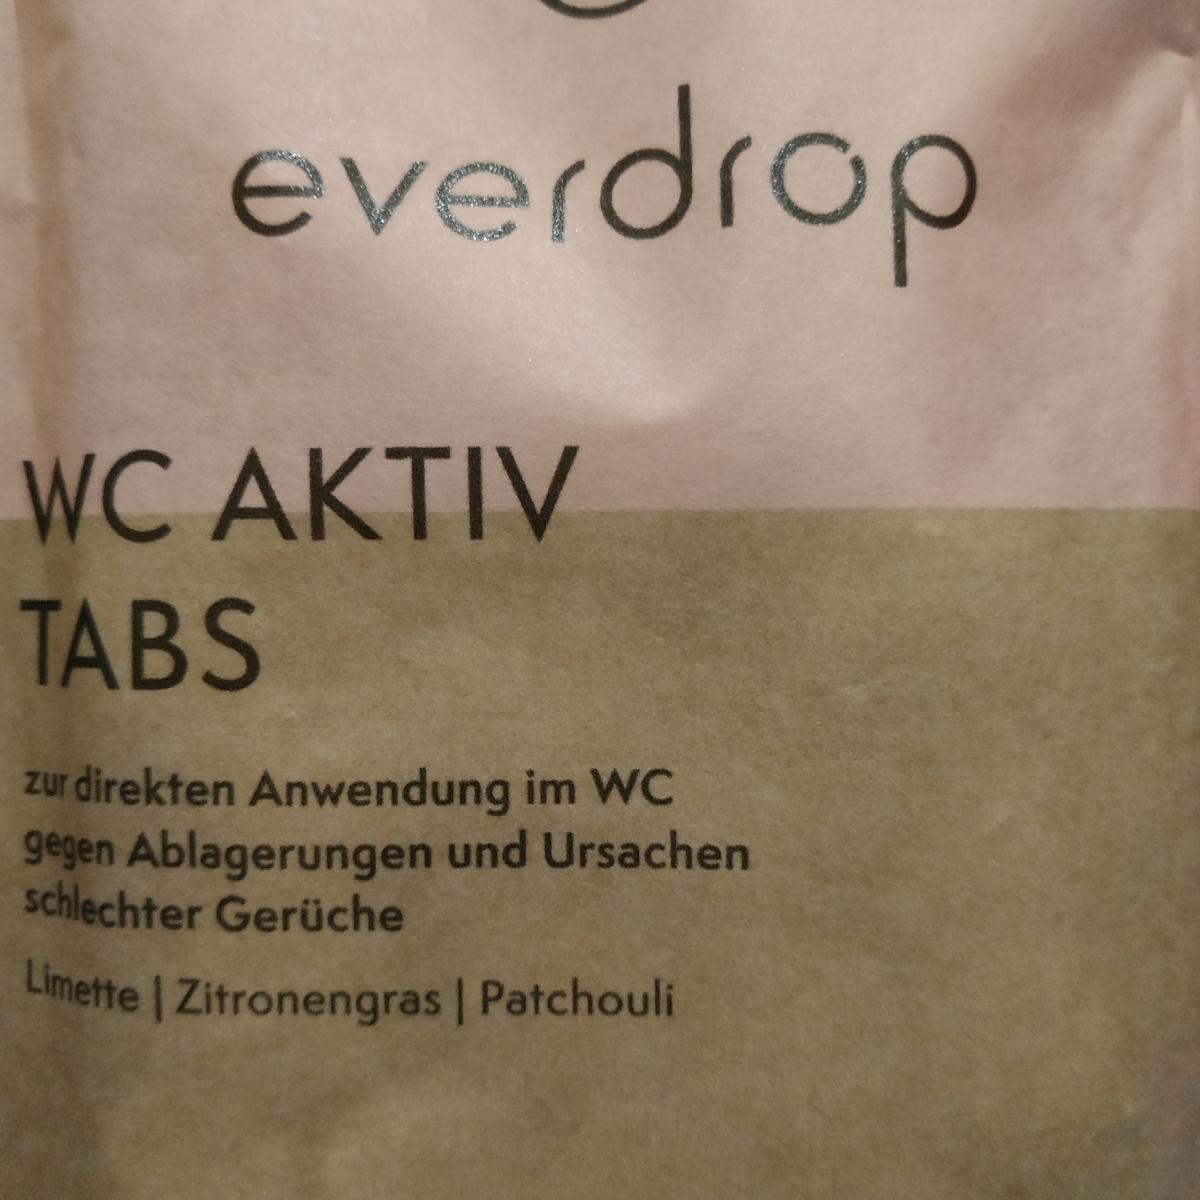 everdrop
WC AKTIV
TABS
zur direkten Anwendung im WC
gegen Ablagerungen und Ursachen
schlechter Gerüche
Limette | Zitronengras | Patchouli